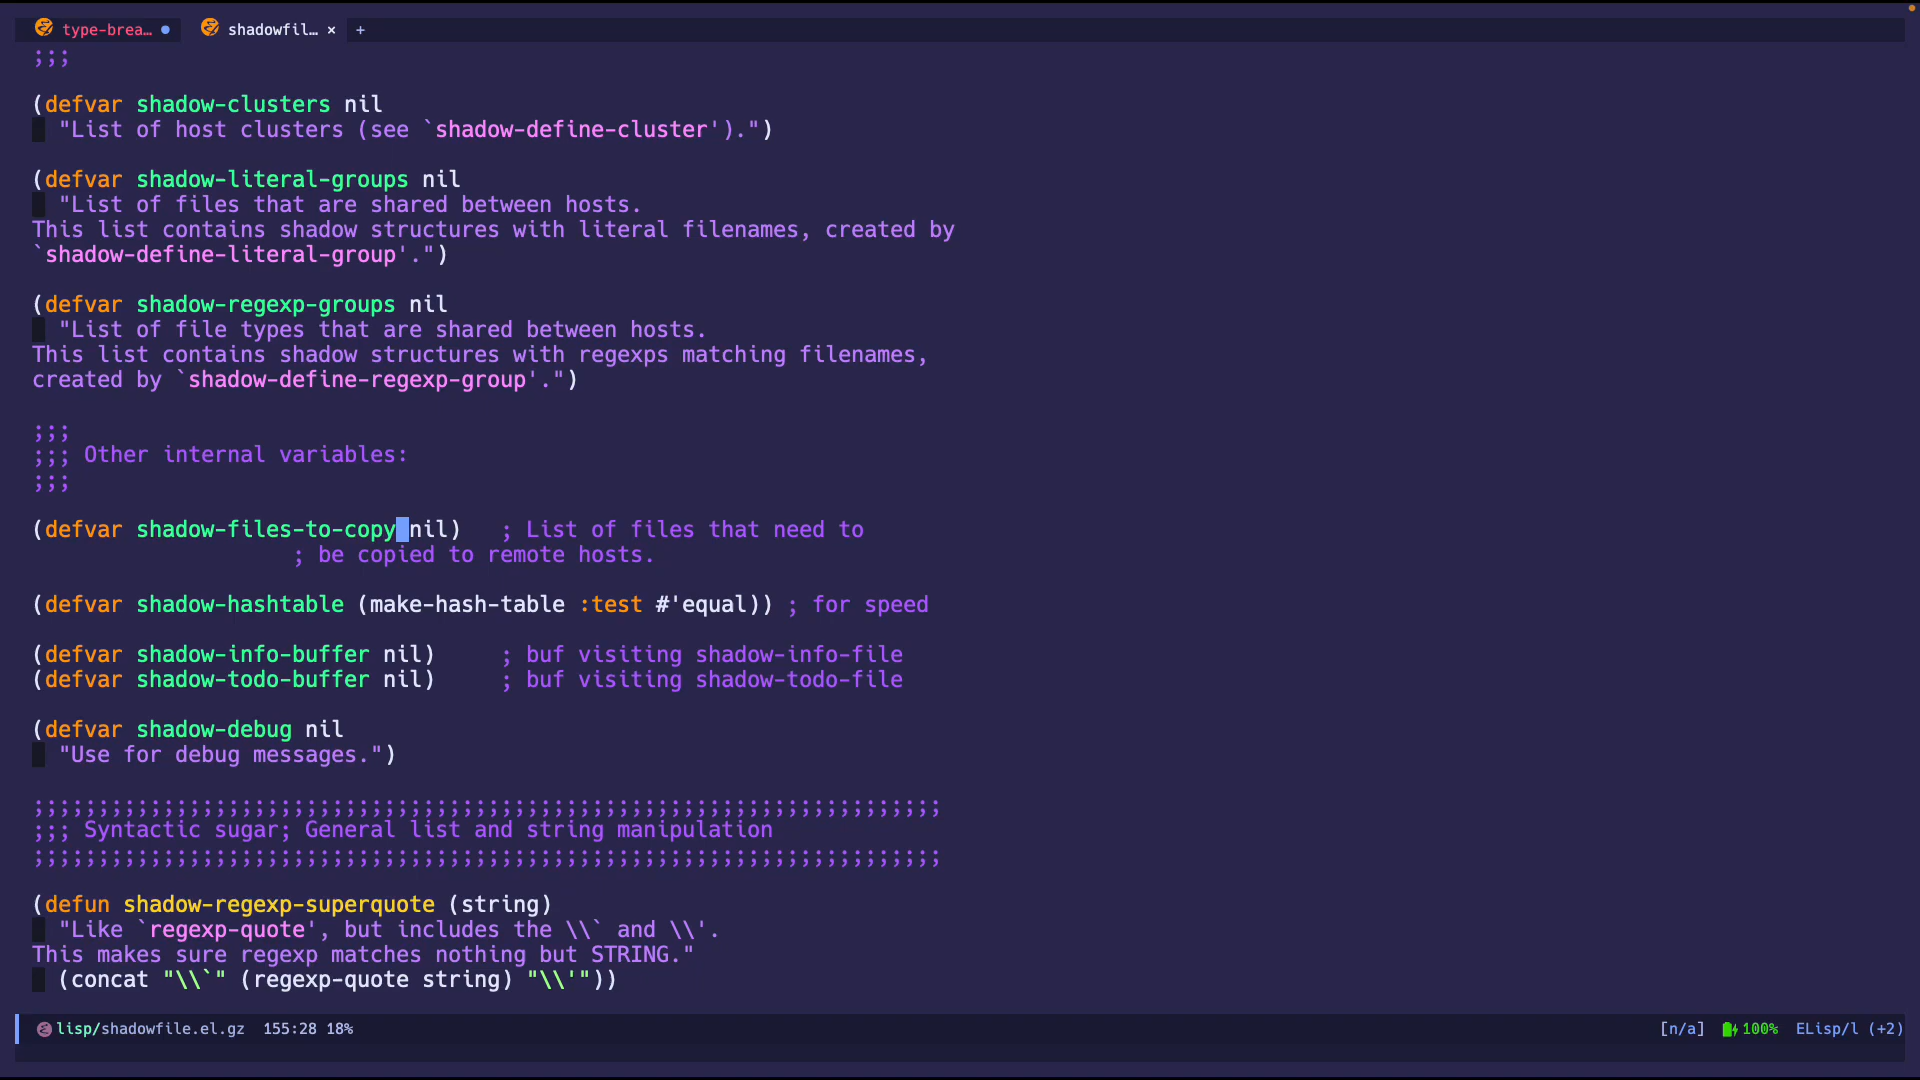 type-brea…
shadowfil… × +
;;;
(defvar shadow-clusters nil
"List of host clusters (see `shadow-define-cluster').")
(defvar shadow-literal-groups nil
"List of files that are shared between hosts.
This list contains shadow structures with literal filenames, created by
`shadow-define-literal-group'.")
(defvar shadow-regexp-groups nil
"List of file types that are shared between hosts.
This list contains shadow structures with regexps matching filenames,
created by `shadow-define-regexp-group'.")
;;;
;;; Other internal variables:
;;;
(defvar shadow-files-to-copy nil) ; List of files that need to
; be copied to remote hosts.
(defvar shadow-hashtable (make-hash-table :test #'equal)) ; for speed
(defvar shadow-info-buffer nil) ; buf visiting shadow-info-file
(defvar shadow-todo-buffer nil) ; buf visiting shadow-todo-file
(defvar shadow-debug nil
"Use for debug messages.")
;;;;;;;;;;;;;;;;;;;;;;;;;;;;;;;;;;;;;;;;;;;;;;;;;;;;;;;;;;;;;;;;;;;;;;
;;; Syntactic sugar; General list and string manipulation
;;;;;;;;;;;;;;;;;;;;;;;;;;;;;;;;;;;;;;;;;;;;;;;;;;;;;;;;;;;;;;;;;;;;;;
(defun shadow-regexp-superquote (string)
"Like `regexp-quote', but includes the \\` and \\'.
This makes sure regexp matches nothing but STRING."
(concat "\\`" (regexp-quote string) "\\'"))
lisp/shadowfile.el.gz 155:28 18% [n/a] 100% ELisp/l (+2)